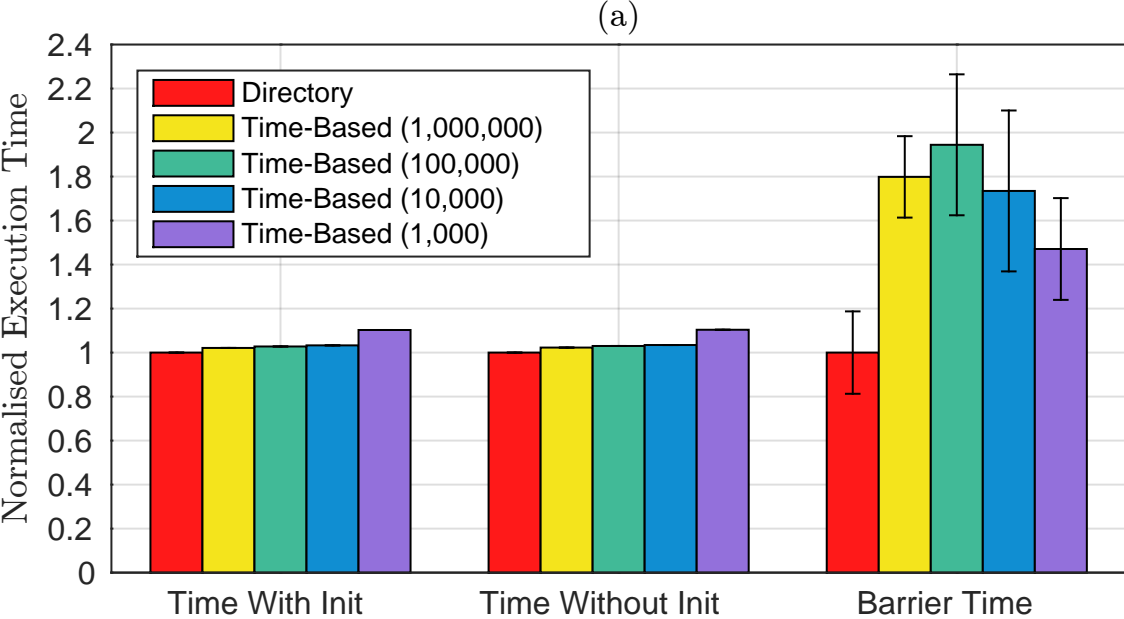 (a)
Normalised Execution Time
2.4
2.2
2
1.8
1.6
1.4
1.2
1
0.8
0.6
0.4
0.2
0
Directory
Time-Based (1,000,000)
Time-Based (100,000)
Time-Based (10,000)
Time-Based (1,000)
Time With Init
Time Without Init
Barrier Time